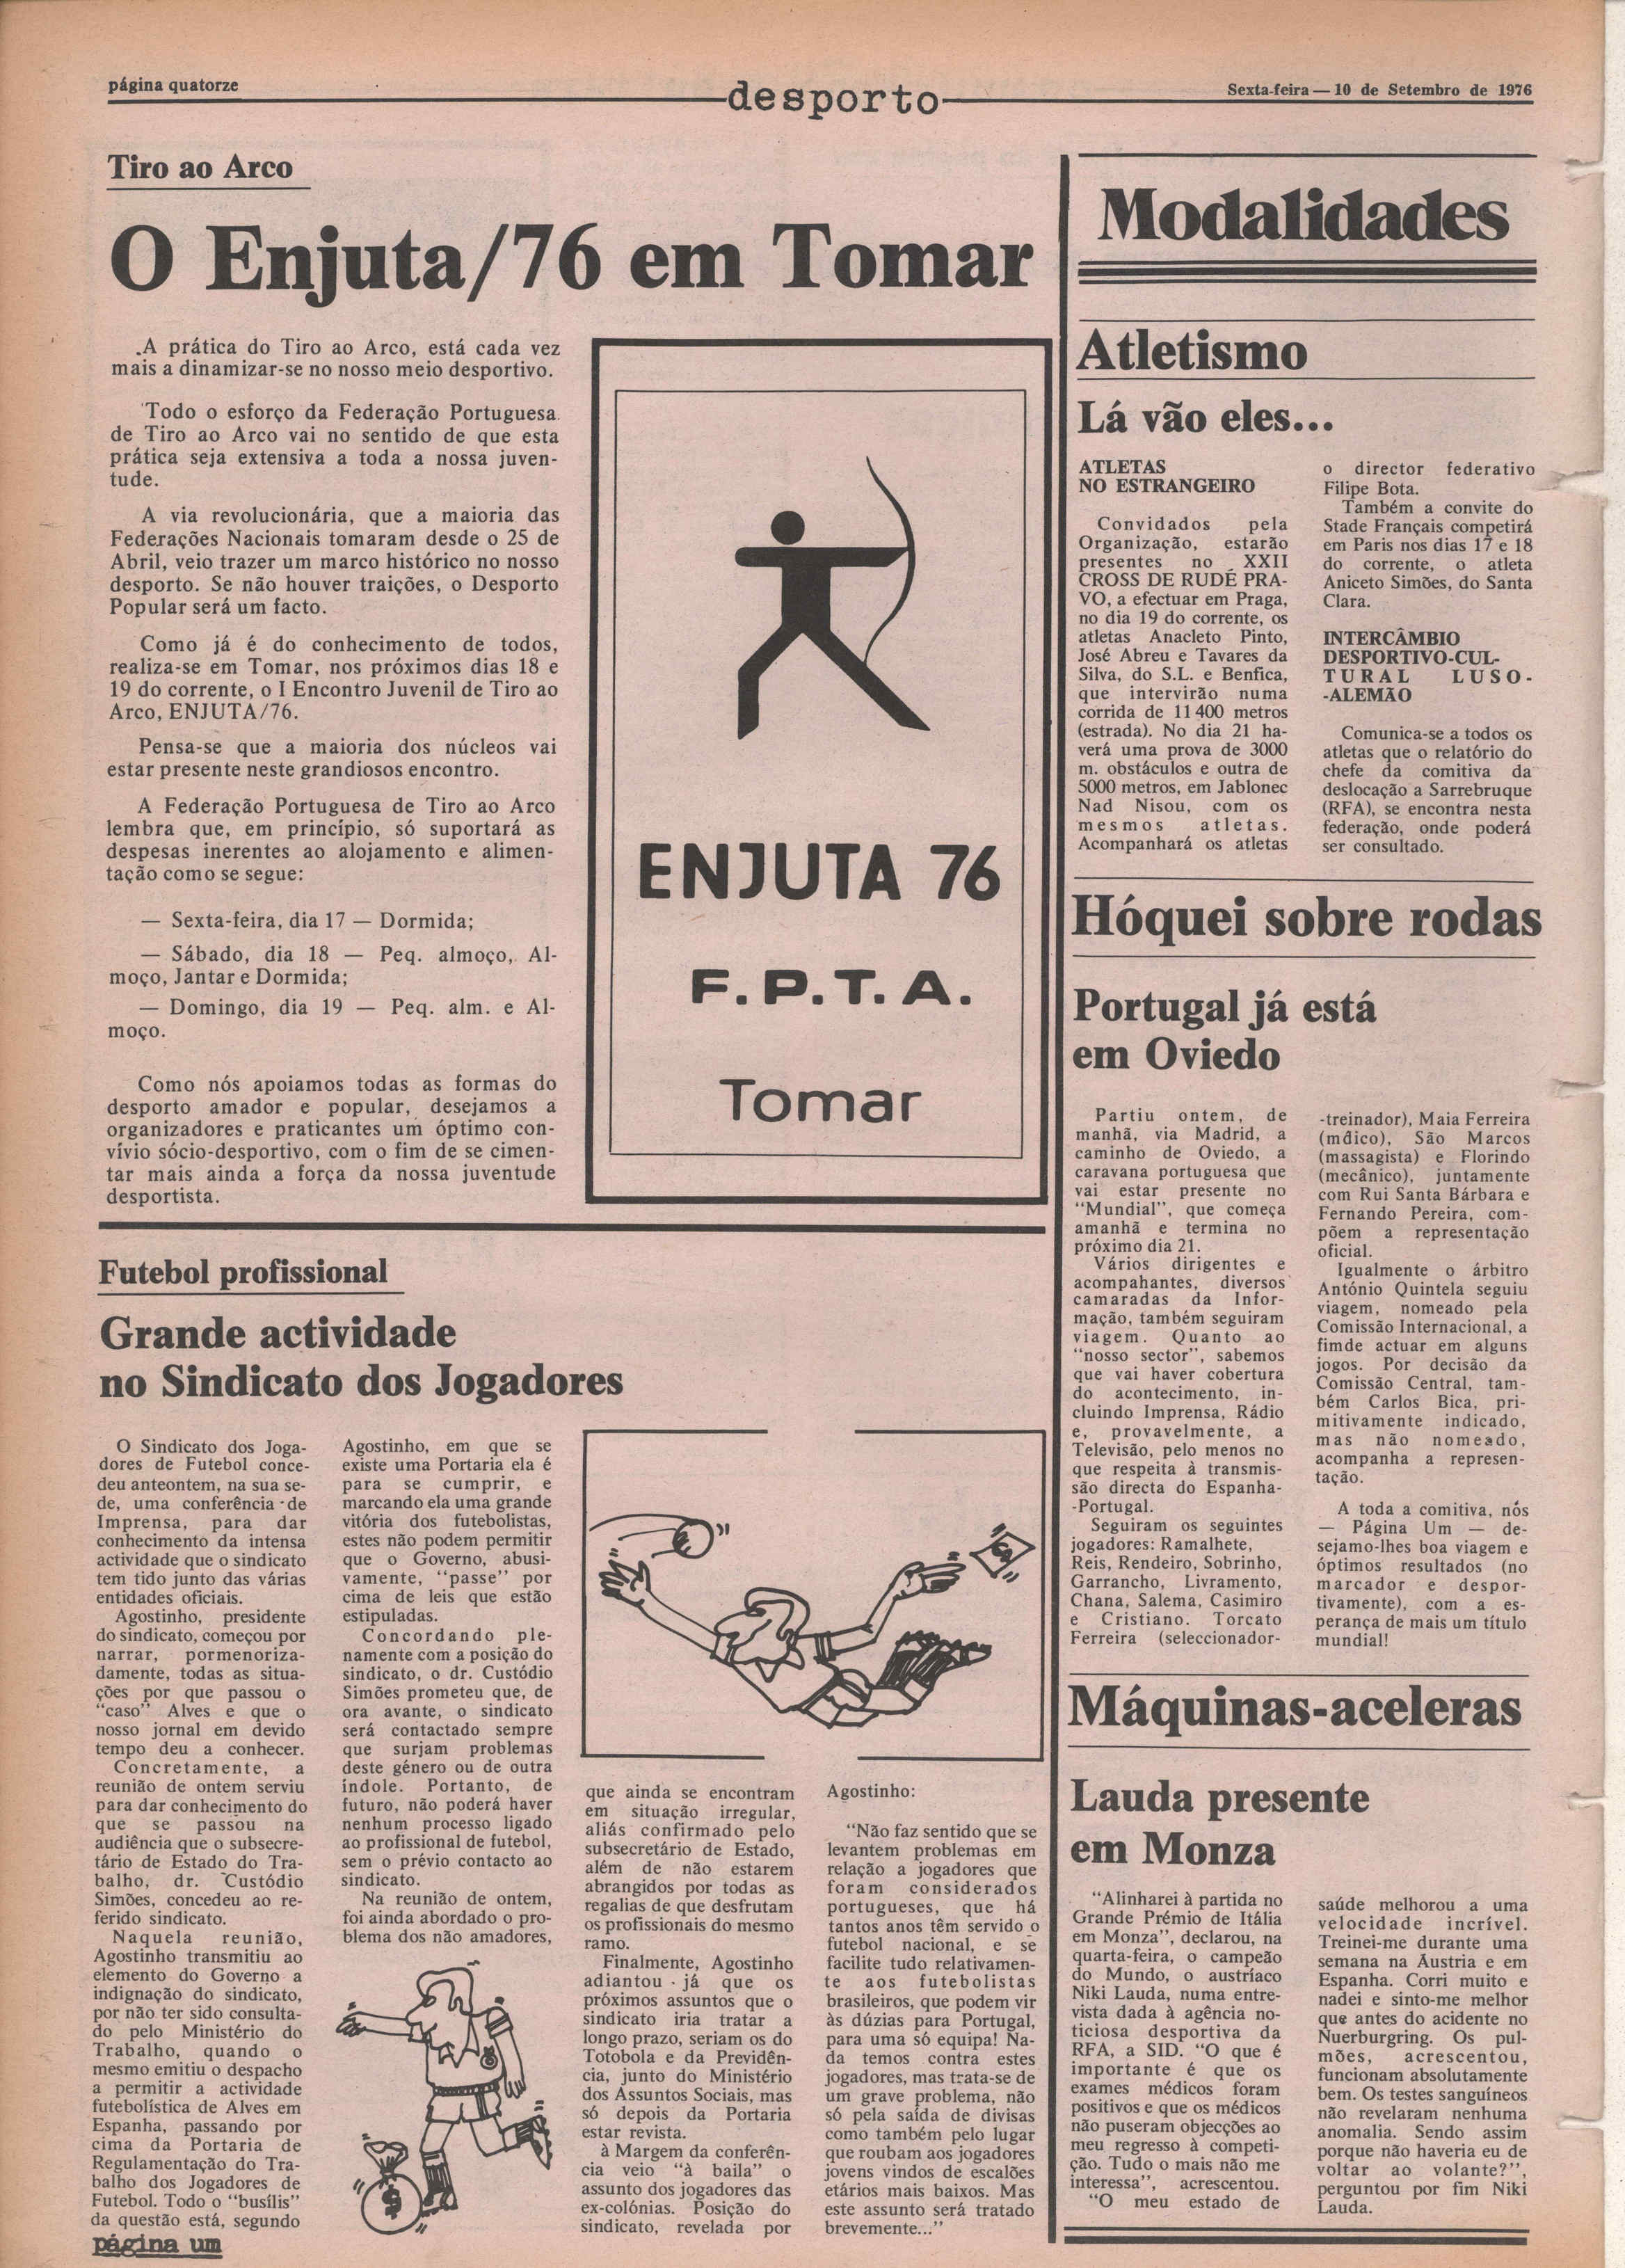 página quatorze
desporto
Sexta-feira — 10 de Setembro de 1976
Tiro ao Arco
O Enjuta/76 em Tomar
A prática do Tiro ao Arco, está cada vez
mais a dinamizar-se no nosso meio desportivo.
Todo o esforço da Federação Portuguesa
de Tiro ao Arco vai no sentido de que esta
prática seja extensiva a toda a nossa juven-
tude.
A via revolucionária, que a maioria das
Federações Nacionais tomaram desde o 25 de
Abril, veio trazer um marco histórico no nosso
desporto. Se não houver traições, o Desporto
Popular será um facto.
Como já é do conhecimento de todos,
realiza-se em Tomar, nos próximos dias 18 e
19 do corrente, o I Encontro Juvenil de Tiro ao
Arco, ENJUTA/76.
Pensa-se que a maioria dos núcleos vai
estar presente neste grandiosos encontro.
A Federação Portuguesa de Tiro ao Arco
lembra que, em princípio, só suportará as
despesas inerentes ao alojamento e alimen-
tação como se segue:
— Sexta-feira, dia 17 — Dormida;
— Sábado, dia 18 — Peq. almoço, Al-
moço, Jantar e Dormida;
— Domingo, dia 19 — Peq. alm. e Al-
moço.
Como nós apoiamos todas as formas do
desporto amador e popular, desejamos a
organizadores e praticantes um óptimo con-
vívio sócio-desportivo, com o fim de se cimen-
tar mais ainda a força da nossa juventude
desportista.
ENJUTA 76
F.P.T.A.
Tomar
Futebol profissional
Grande actividade
no Sindicato dos Jogadores
O Sindicato dos Joga-
dores de Futebol conce-
deu anteontem, na sua se-
de, uma conferência de
Imprensa, para dar
conhecimento da intensa
actividade que o sindicato
tem tido junto das várias
entidades oficiais.
Agostinho, presidente
do sindicato, começou por
narrar, pormenoriza-
damente, todas as situa-
ções por que passou o
"caso" Alves e que o
nosso jornal em devido
tempo deu a conhecer.
Concretamente, a
reunião de ontem serviu
para dar conhecimento do
que se passou na
audiência que o subsecre-
tário de Estado do Tra-
balho, dr. Custódio
Simões, concedeu ao re-
ferido sindicato.
Naquela reunião,
Agostinho transmitiu ao
elemento do Governo a
indignação do sindicato,
por não ter sido consulta-
do pelo Ministério do
Trabalho, quando o
mesmo emitiu o despacho
a permitir a actividade
futebolística de Alves em
Espanha, passando por
cima da Portaria de
Regulamentação do Tra-
balho dos Jogadores de
Futebol. Todo o "busílis"
da questão está, segundo
Agostinho, em que se
existe uma Portaria ela é
para se cumprir, e
marcando ela uma grande
vitória dos futebolistas,
estes não podem permitir
que o Governo, abusi-
vamente, "passe" por
cima de leis que estão
estipuladas.
Concordando ple-
namente com a posição do
sindicato, o dr. Custódio
Simões prometeu que, de
ora avante, o sindicato
será contactado sempre
que surjam problemas
deste género ou de outra
índole. Portanto, de
futuro, não poderá haver
nenhum processo ligado
ao profissional de futebol,
sem o prévio contacto ao
sindicato.
Na reunião de ontem,
foi ainda abordado o pro-
blema dos não amadores,
que ainda se encontram
em situação irregular,
aliás confirmado pelo
subsecretário de Estado,
além de não estarem
abrangidos por todas as
regalias de que desfrutam
os profissionais do mesmo
ramo.
Finalmente, Agostinho
adiantou já que os
próximos assuntos que o
sindicato iria tratar a
longo prazo, seriam os do
Totobola e da Previdên-
cia, junto do Ministério
dos Assuntos Sociais, mas
só depois da Portaria
estar revista.
à Margem da conferên-
cia veio "à baila" o
assunto dos jogadores das
ex-colónias. Posição do
sindicato, revelada por
Agostinho:
"Não faz sentido que se
levantem problemas em
relação a jogadores que
foram considerados
portugueses, que há
tantos anos têm servido o
futebol nacional, e se
facilite tudo relativamen-
te aos futebolistas
brasileiros, que podem vir
às dúzias para Portugal,
para uma só equipa! Na-
da temos contra estes
jogadores, mas trata-se de
um grave problema, não
só pela saída de divisas
como também pelo lugar
que roubam aos jogadores
jovens vindos de escalões
etários mais baixos. Mas
este assunto será tratado
brevemente..."
$
$
página um
Modalidades
Atletismo
Lá vão eles...
ATLETAS
NO ESTRANGEIRO
Convidados pela
Organização, estarão
presentes no XXII
CROSS DE RUDÉ PRA-
VO, a efectuar em Praga,
no dia 19 do corrente, os
atletas Anacleto Pinto,
José Abreu e Tavares da
Silva, do S.L. e Benfica,
que intervirão numa
corrida de 11 400 metros
(estrada). No dia 21 ha-
verá uma prova de 3000
m. obstáculos e outra de
5000 metros, em Jablonec
Nad Nisou, com os
mesmos atletas.
Acompanhará os atletas
o director federativo
Filipe Bota.
Também a convite do
Stade Français competirá
em Paris nos dias 17 e 18
do corrente, o atleta
Aniceto Simões, do Santa
Clara.
INTERCÂMBIO
DESPORTIVO-CUL-
TURAL LUSO-
-ALEMÃO
Comunica-se a todos os
atletas que o relatório do
chefe da comitiva da
deslocação a Sarrebruque
(RFA), se encontra nesta
federação, onde poderá
ser consultado.
Hóquei sobre rodas
Portugal já está
em Oviedo
Partiu ontem, de
manhã, via Madrid, a
caminho de Oviedo, a
caravana portuguesa que
vai estar presente no
"Mundial", que começa
amanhã e termina no
próximo dia 21.
Vários dirigentes e
acompahantes, diversos
camaradas da Infor-
mação, também seguiram
viagem. Quanto ao
"nosso sector", sabemos
que vai haver cobertura
do acontecimento, in-
cluindo Imprensa, Rádio
e, provavelmente, a
Televisão, pelo menos no
que respeita à transmis-
são directa do Espanha-
-Portugal.
Seguiram os seguintes
jogadores: Ramalhete,
Reis, Rendeiro, Sobrinho,
Garrancho, Livramento,
Chana, Salema, Casimiro
e Cristiano. Torcato
Ferreira (seleccionador-
-treinador), Maia Ferreira
(mdico), São Marcos
(massagista) e Florindo
(mecânico), juntamente
com Rui Santa Bárbara e
Fernando Pereira, com-
põem a representação
oficial.
Igualmente o árbitro
António Quintela seguiu
viagem, nomeado pela
Comissão Internacional, a
fimde actuar em alguns
jogos. Por decisão da
Comissão Central, tam-
bém Carlos Bica, pri-
mitivamente indicado,
mas não nomeado,
acompanha a represen-
tação.
A toda a comitiva, nós
— Página Um — de-
sejamo-lhes boa viagem e
óptimos resultados (no
marcador e despor-
tivamente), com a es-
perança de mais um título
mundial!
Máquinas-aceleras
Lauda presente
em Monza
"Alinharei à partida no
Grande Prémio de Itália
em Monza", declarou, na
quarta-feira, o campeão
do Mundo, o austríaco
Niki Lauda, numa entre-
vista dada à agência no-
ticiosa desportiva da
RFA, a SID. "O que é
importante é que os
exames médicos foram
positivos e que os médicos
não puseram objecções ao
meu regresso à competi-
ção. Tudo o mais não me
interessa", acrescentou.
"O meu estado de
saúde melhorou a uma
velocidade incrível.
Treinei-me durante uma
semana na Áustria e em
Espanha. Corri muito e
nadei e sinto-me melhor
que antes do acidente no
Nuerburgring. Os pul-
mões, acrescentou,
funcionam absolutamente
bem. Os testes sanguíneos
não revelaram nenhuma
anomalia. Sendo assim
porque não haveria eu de
voltar ao volante?",
perguntou por fim Niki
Lauda.